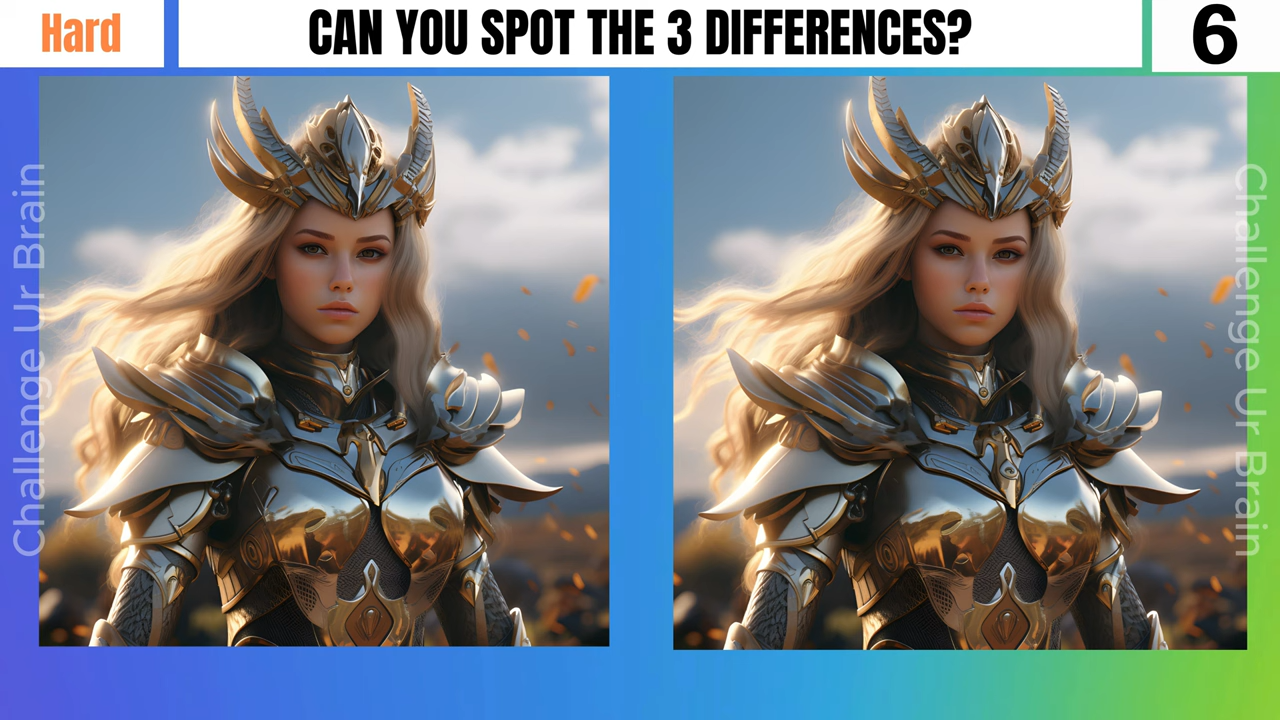 Hard
CAN YOU SPOT THE 3 DIFFERENCES?
6
Challenge Ur Brain
Challenge Ur Brain